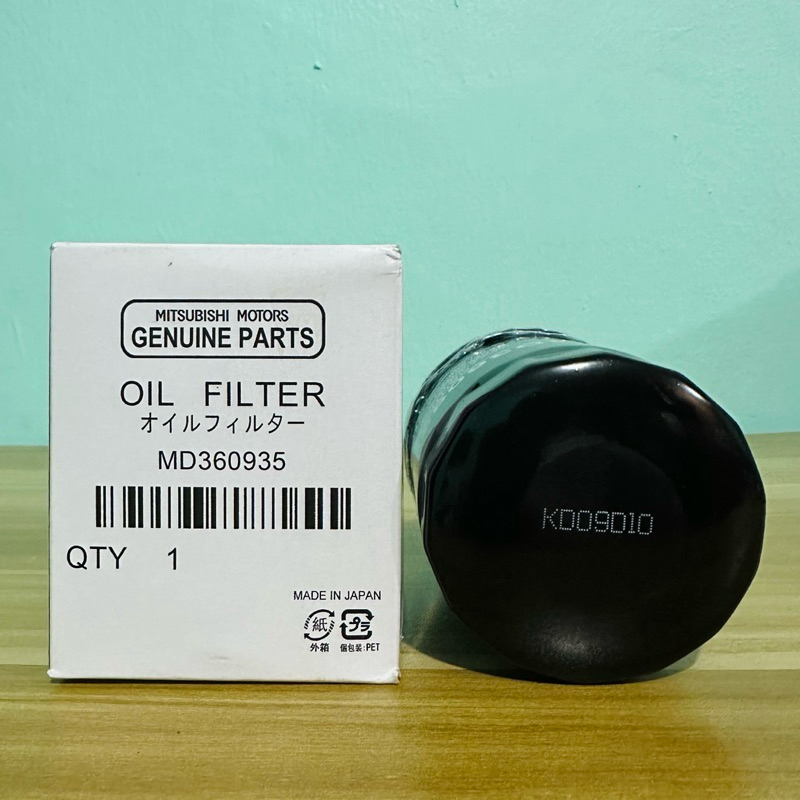 MITSUBISHI MOTORS
GENUINE PARTS
OIL FILTER
オイルフィルター
MD360935
QTY 1
MADE IN JAPAN
紙 プラ
外箱 個包装:PET
KD09D10